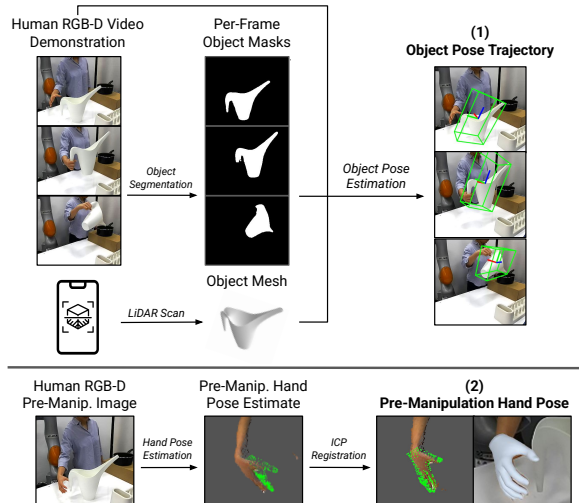 Human RGB-D Video
Demonstration
Per-Frame
Object Masks
(1)
Object Pose Trajectory
Object
Segmentation
Object Pose
Estimation
Object Mesh
LiDAR Scan
Human RGB-D
Pre-Manip. Image
Pre-Manip. Hand
Pose Estimate
(2)
Pre-Manipulation Hand Pose
Hand Pose
Estimation
ICP
Registration